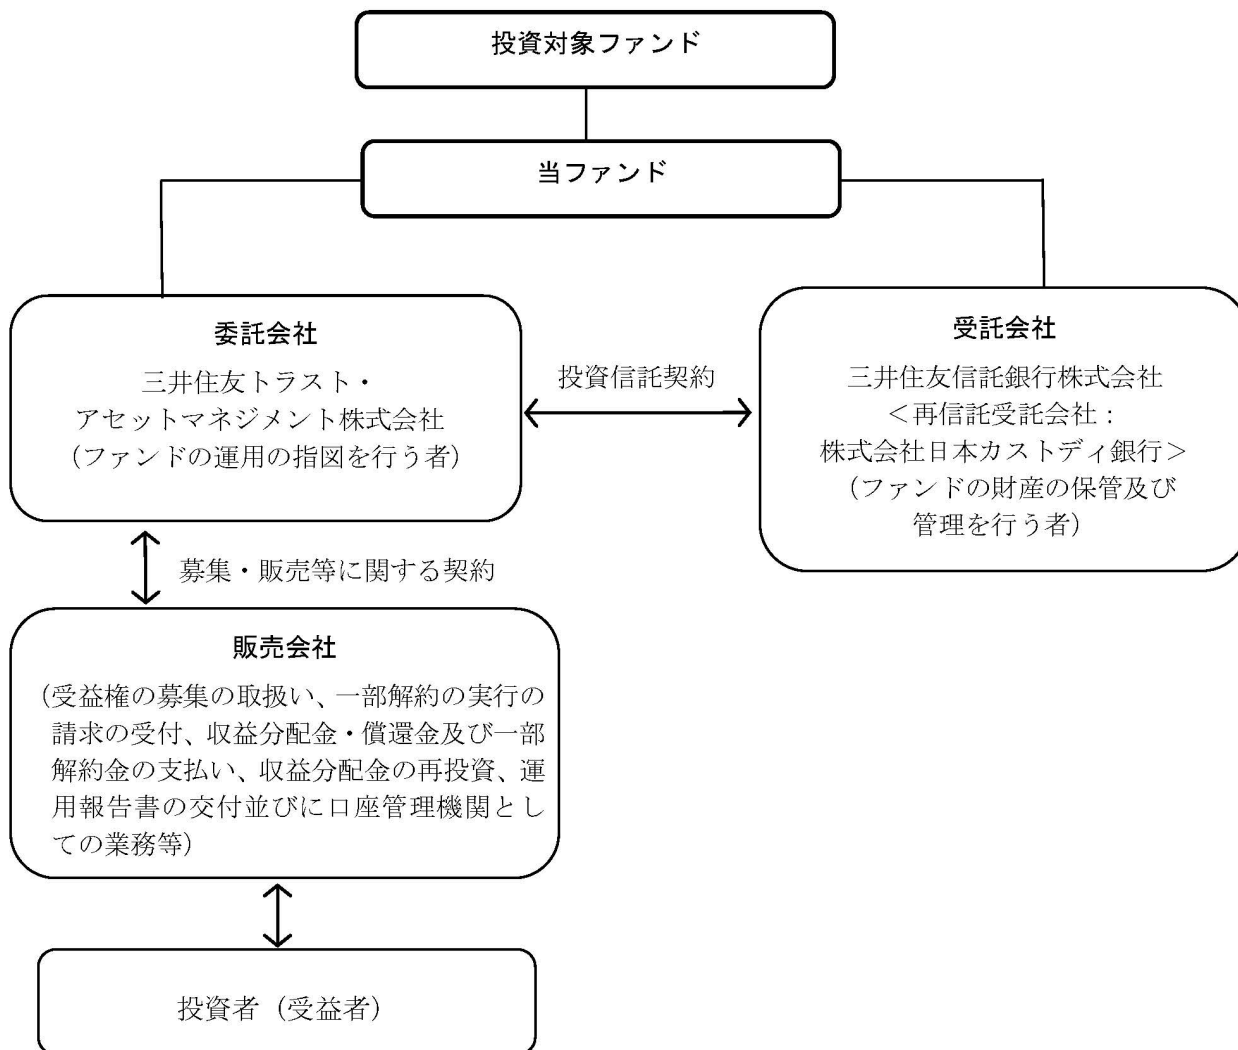 投資対象ファンド
当ファンド
委託会社
三井住友トラスト・
アセットマネジメント株式会社
（ファンドの運用の指図を行う者）
投資信託契約
受託会社
三井住友信託銀行株式会社
＜再信託受託会社：
株式会社日本カストディ銀行＞
（ファンドの財産の保管及び
管理を行う者）
募集・販売等に関する契約
販売会社
（受益権の募集の取扱い、一部解約の実行の
請求の受付、収益分配金・償還金及び一部
解約金の支払い、収益分配金の再投資、運
用報告書の交付並びに口座管理機関とし
ての業務等）
投資者（受益者）